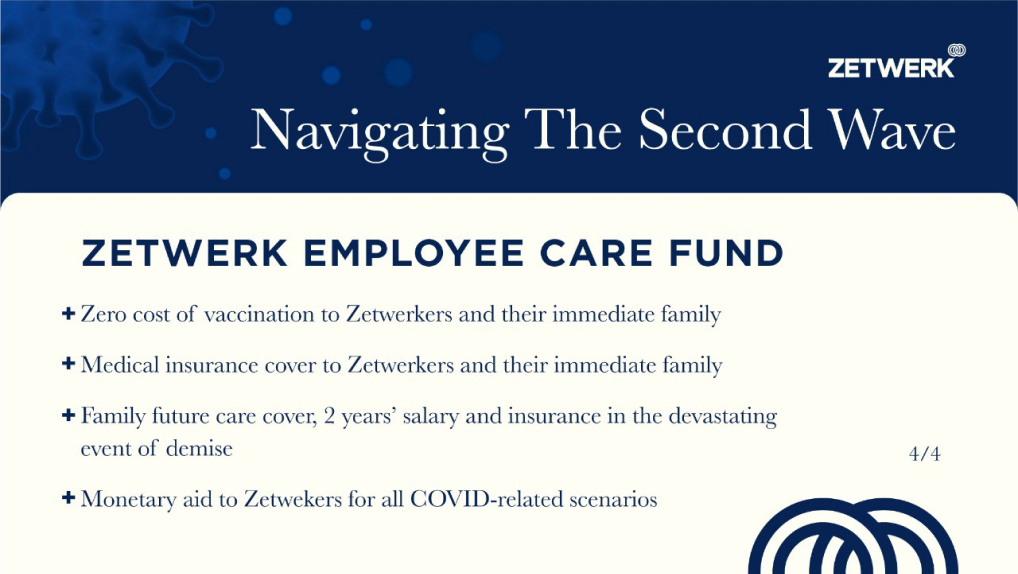 ZETWERK
Navigating The Second Wave
ZETWERK EMPLOYEE CARE FUND
+ Zero cost of vaccination to Zetwerkers and their immediate family
+ Medical insurance cover to Zetwerkers and their immediate family
+ Family future care cover, 2 years’ salary and insurance in the devastating
event of demise
4/4
+ Monetary aid to Zetwekers for all COVID-related scenarios